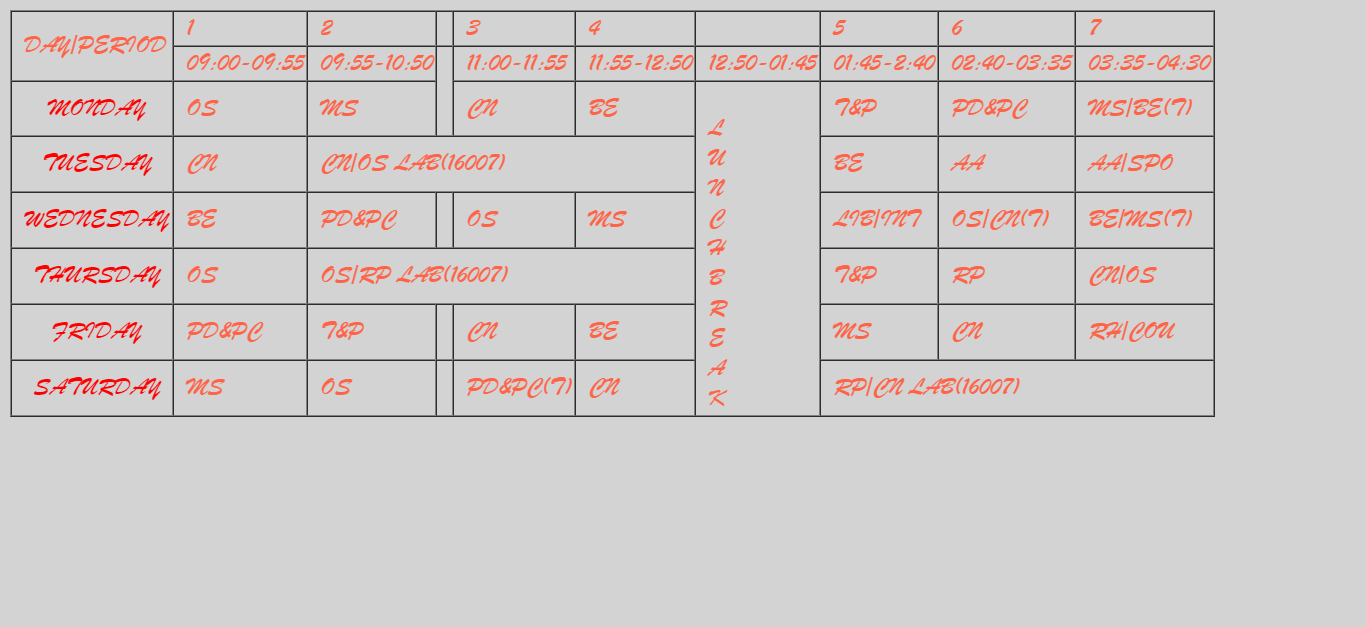 DAY|PERIOD 1 2 3 4 5 6 7
09:00-09:55 09:55-10:50 11:00-11:55 11:55-12:50 12:50-01:45 01:45-2:40 02:40-03:35 03:35-04:30
MONDAY OS MS CN BE T&P PD&PC MS|BE(T)
TUESDAY CN CN|OS LAB(16007) BE AA AA|SPO
WEDNESDAY BE PD&PC OS MS LIB|INT OS|CN(T) BE|MS(T)
THURSDAY OS OS|RP LAB(16007) T&P RP CN|OS
FRIDAY PD&PC T&P CN BE MS CN RH|COU
SATURDAY MS OS PD&PC(T) CN RP|CN LAB(16007)
L
U
N
C
H
B
R
E
A
K